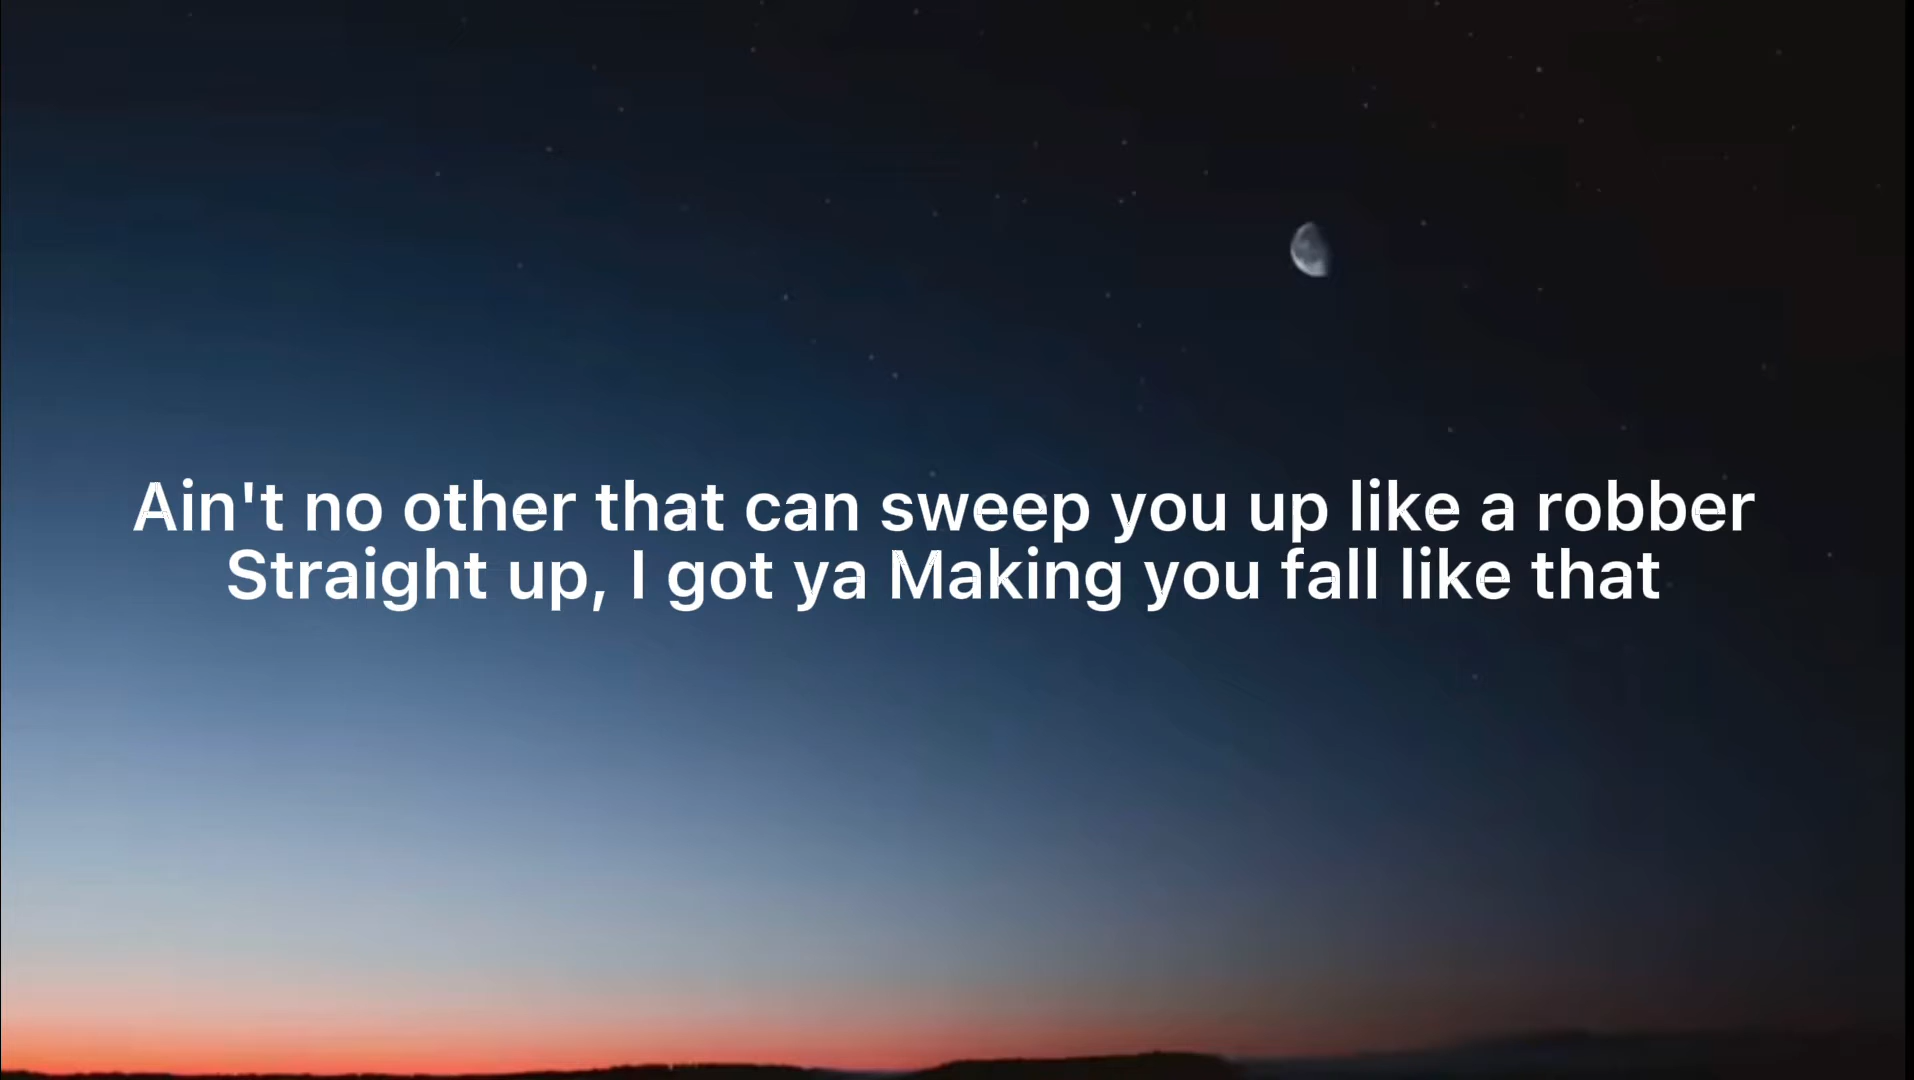 Ain't no other that can sweep you up like a robber
Straight up, I got ya Making you fall like that